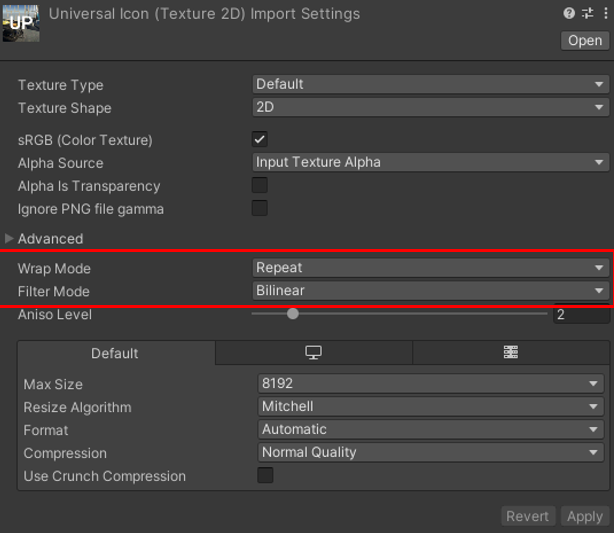 UP
Universal Icon (Texture 2D) Import Settings
Open
Texture Type Default
Texture Shape 2D
sRGB (Color Texture)
Alpha Source Input Texture Alpha
Alpha Is Transparency
Ignore PNG file gamma
Advanced
Wrap Mode Repeat
Filter Mode Bilinear
Aniso Level 2
Default
Max Size 8192
Resize Algorithm Mitchell
Format Automatic
Compression Normal Quality
Use Crunch Compression
Revert Apply